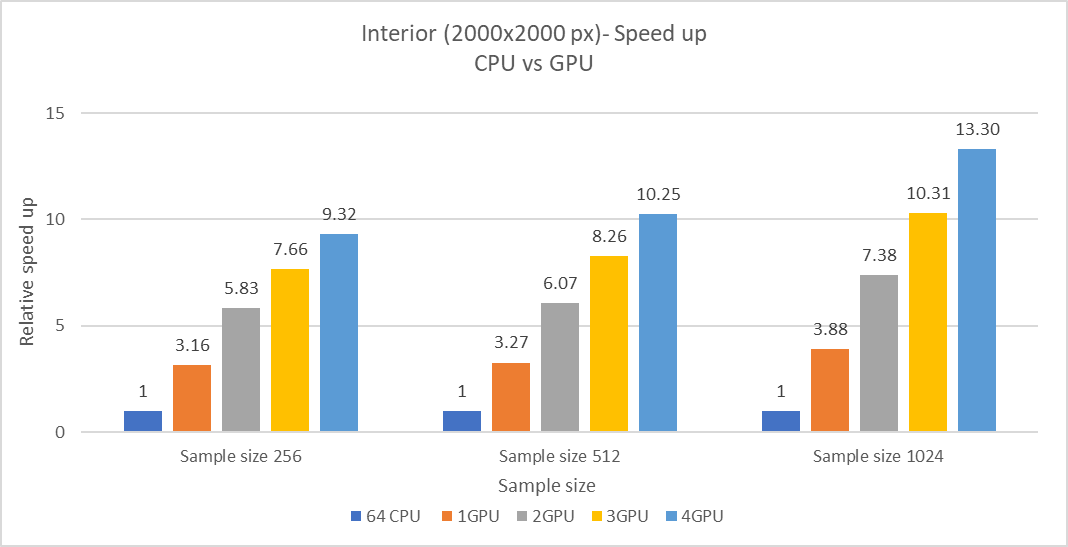 Interior (2000x2000 px)- Speed up
CPU vs GPU
Relative speed up
15
10
5
0
1
3.16
5.83
7.66
9.32
1
3.27
6.07
8.26
10.25
1
3.88
7.38
10.31
13.30
Sample size 256
Sample size 512
Sample size 1024
Sample size
64 CPU
1GPU
2GPU
3GPU
4GPU